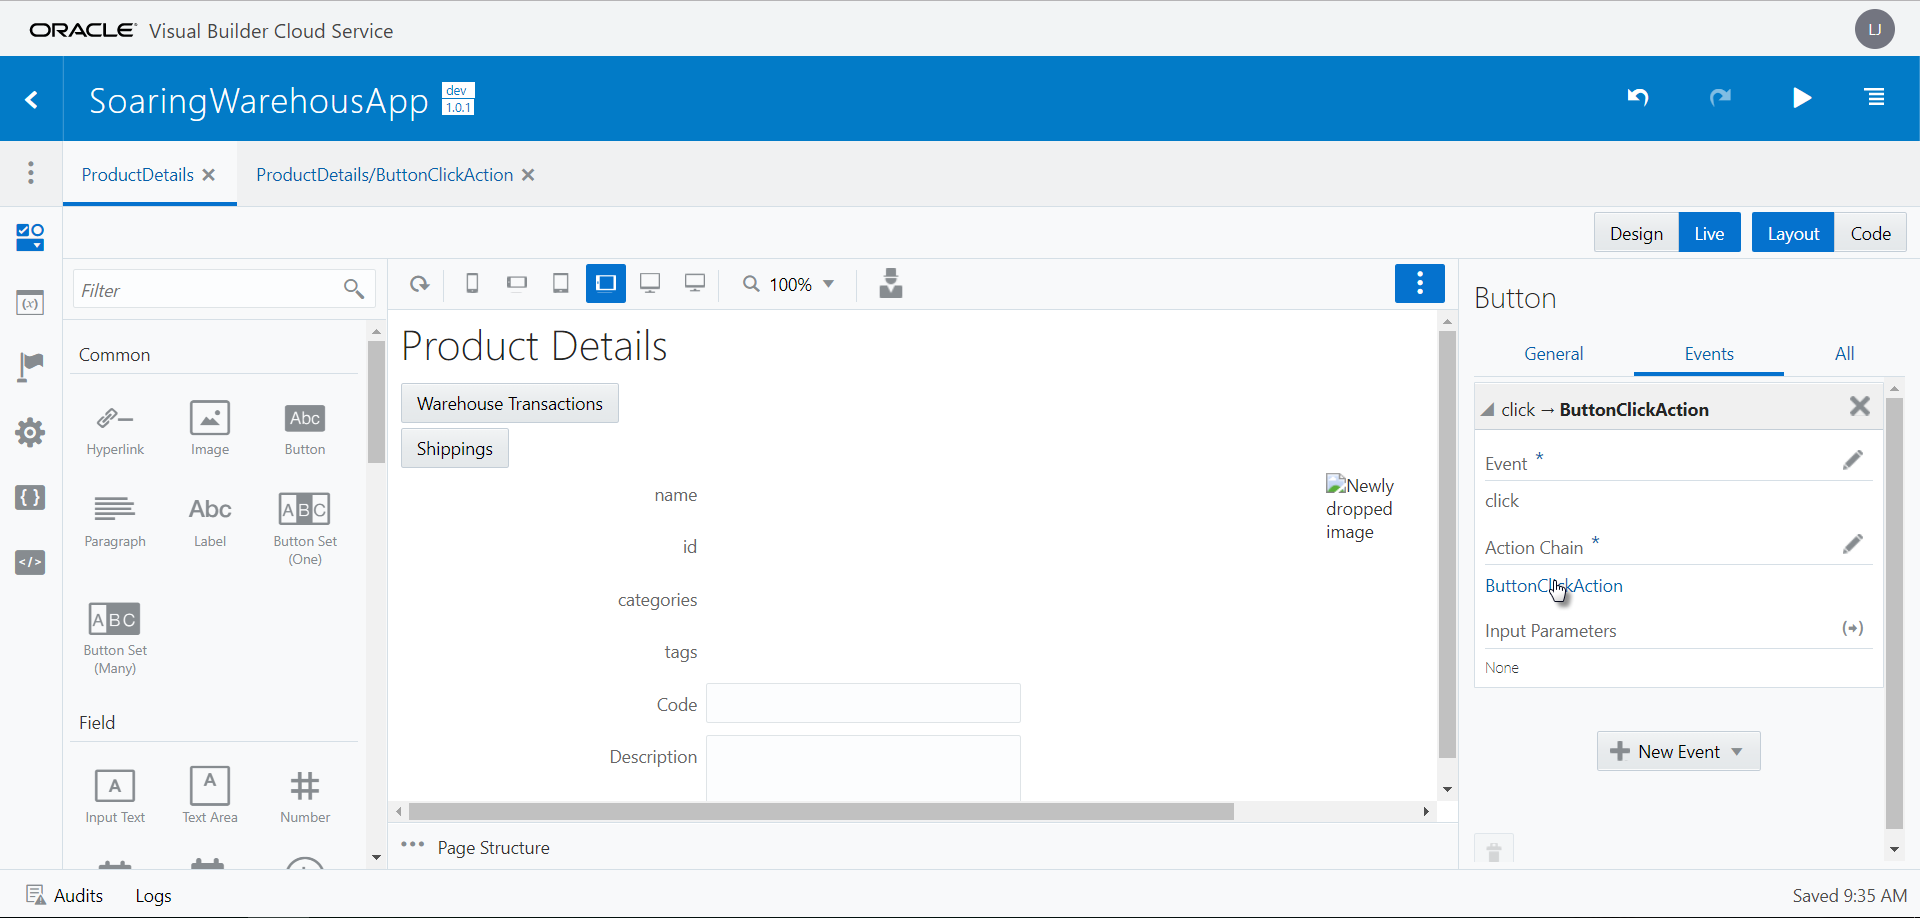 ORACLE Visual Builder Cloud Service
IJ
SoaringWarehousApp
dev
1.0.1
ProductDetails
ProductDetails/ButtonClickAction
Design
Live
Layout
Code
Filter
100%
Common
Hyperlink
Image
Abc
Button
Paragraph
Abc
Label
ABC
Button Set
(One)
ABC
Button Set
(Many)
Field
A
Input Text
A
Text Area
Number
Product Details
Warehouse Transactions
Shippings
name
Newly
dropped
image
id
categories
tags
Code
Description
Page Structure
Button
General
Events
All
click → ButtonClickAction
Event *
click
Action Chain *
ButtonClickAction
Input Parameters
None
New Event
(x)
{ }
</>
Audits
Logs
Saved 9:35 AM